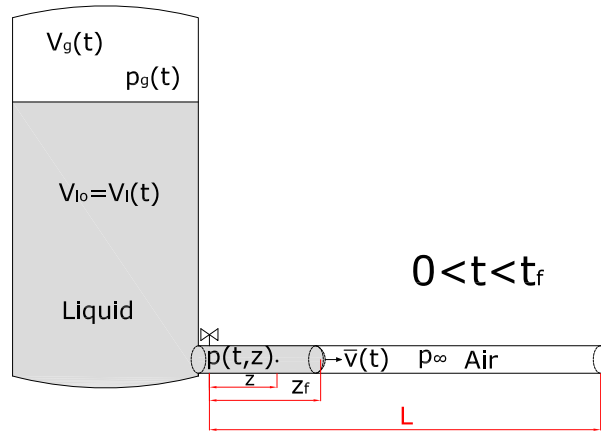 Vg(t)
pg(t)
Vlo=Vl(t)
0<t<tf
Liquid
p(t,z).
v̅(t)
p∞
Air
z
zf
L